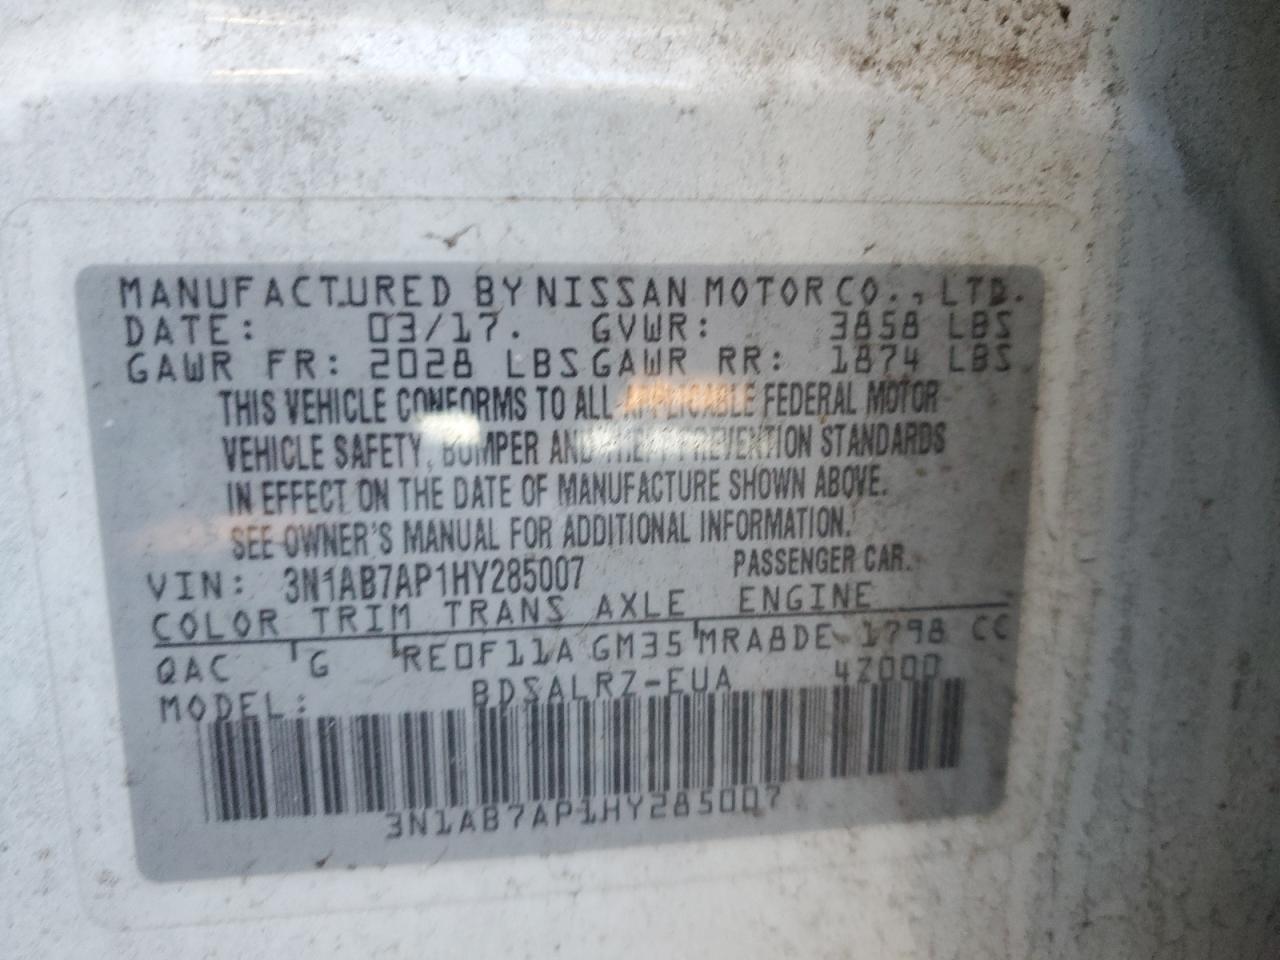 MANUFACTURED BY NISSAN MOTOR CO., LTD.
DATE: 03/17. GVWR: 3858 LBS
GAWR FR: 2028 LBS GAWR RR: 1874 LBS
THIS VEHICLE CONFORMS TO ALL APPLICABLE FEDERAL MOTOR
VEHICLE SAFETY, BUMPER AND THEFT PREVENTION STANDARDS
IN EFFECT ON THE DATE OF MANUFACTURE SHOWN ABOVE.
SEE OWNER'S MANUAL FOR ADDITIONAL INFORMATION.
VIN: 3N1AB7AP1HY285007 PASSENGER CAR.
COLOR TRIM TRANS AXLE ENGINE
QAC G RE0F11A GM35 MRA8DE 1798 CC
MODEL: BDSALRZ-EUA 4Z000
3N1AB7AP1HY285007